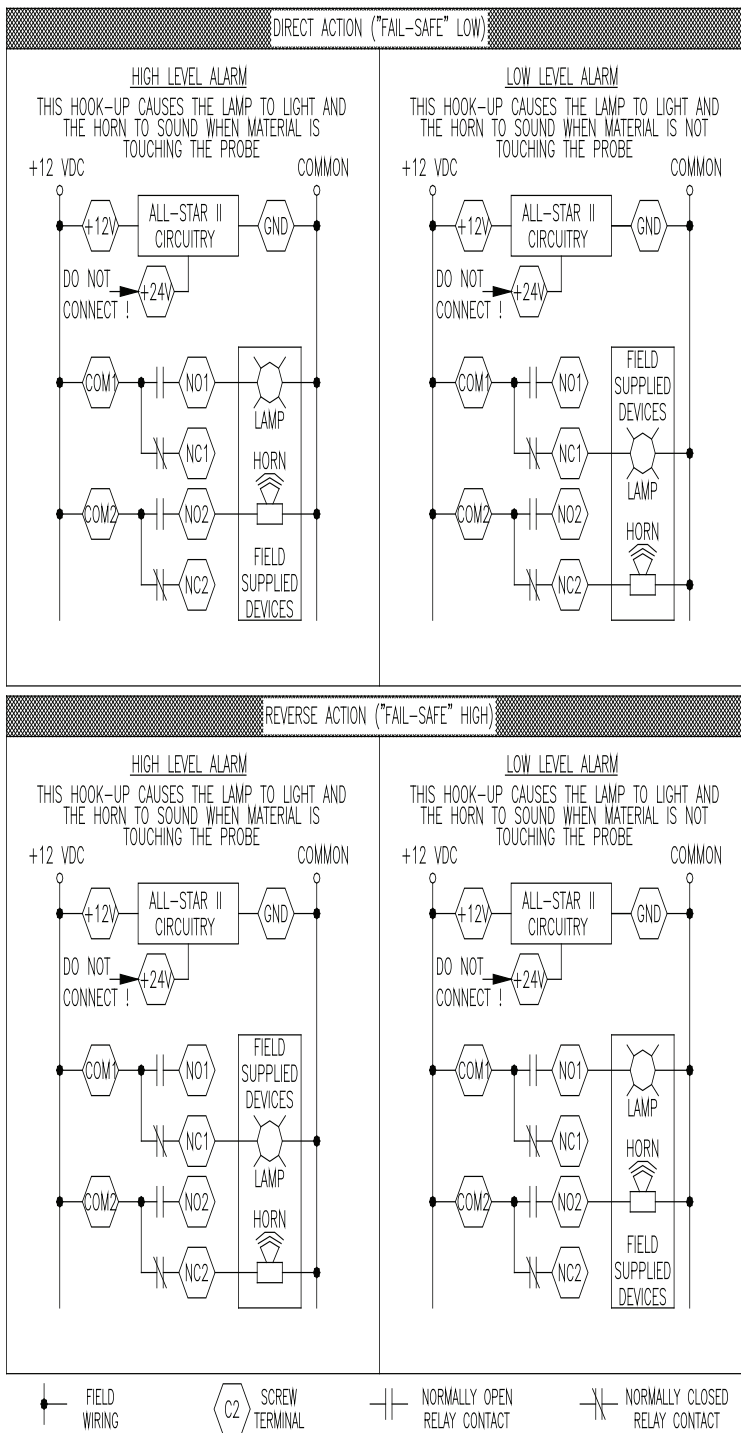 DIRECT ACTION ("FAIL-SAFE" LOW)
HIGH LEVEL ALARM
THIS HOOK-UP CAUSES THE LAMP TO LIGHT AND
THE HORN TO SOUND WHEN MATERIAL IS
TOUCHING THE PROBE
+12 VDC
COMMON
+12V
ALL-STAR II
CIRCUITRY
GND
DO NOT
CONNECT !
+24V
COM1
NO1
LAMP
NC1
HORN
COM2
NO2
NC2
FIELD
SUPPLIED
DEVICES
LOW LEVEL ALARM
THIS HOOK-UP CAUSES THE LAMP TO LIGHT AND
THE HORN TO SOUND WHEN MATERIAL IS NOT
TOUCHING THE PROBE
+12 VDC
COMMON
+12V
ALL-STAR II
CIRCUITRY
GND
DO NOT
CONNECT !
+24V
FIELD
SUPPLIED
DEVICES
COM1
NO1
NC1
LAMP
COM2
NO2
HORN
NC2
REVERSE ACTION ("FAIL-SAFE" HIGH)
HIGH LEVEL ALARM
THIS HOOK-UP CAUSES THE LAMP TO LIGHT AND
THE HORN TO SOUND WHEN MATERIAL IS
TOUCHING THE PROBE
+12 VDC
COMMON
+12V
ALL-STAR II
CIRCUITRY
GND
DO NOT
CONNECT !
+24V
FIELD
SUPPLIED
DEVICES
COM1
NO1
NC1
LAMP
COM2
NO2
HORN
NC2
LOW LEVEL ALARM
THIS HOOK-UP CAUSES THE LAMP TO LIGHT AND
THE HORN TO SOUND WHEN MATERIAL IS NOT
TOUCHING THE PROBE
+12 VDC
COMMON
+12V
ALL-STAR II
CIRCUITRY
GND
DO NOT
CONNECT !
+24V
COM1
NO1
LAMP
NC1
HORN
COM2
NO2
NC2
FIELD
SUPPLIED
DEVICES
FIELD
WIRING
C2
SCREW
TERMINAL
NORMALLY OPEN
RELAY CONTACT
NORMALLY CLOSED
RELAY CONTACT